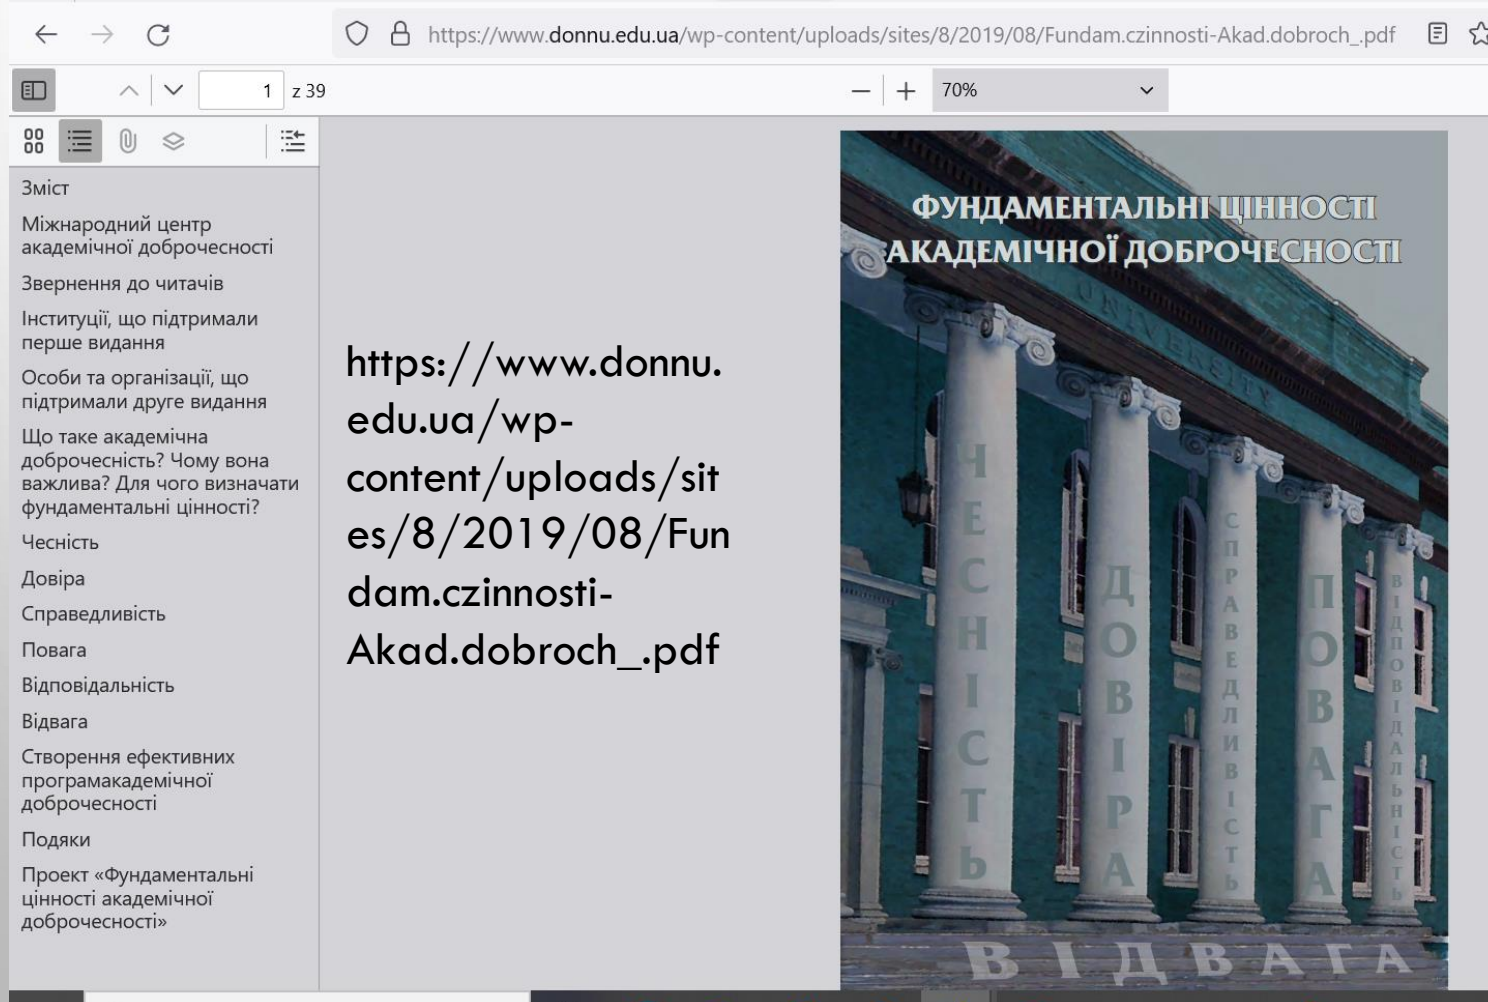 https://www.donnu.edu.ua/wp-content/uploads/sites/8/2019/08/Fundam.czinnosti-Akad.dobroch_.pdf
1 z 39
70%
Зміст
Міжнародний центр
академічної доброчесності
Звернення до читачів
Інституції, що підтримали
перше видання
Особи та організації, що
підтримали друге видання
Що таке академічна
доброчесність? Чому вона
важлива? Для чого визначати
фундаментальні цінності?
Чесність
Довіра
Справедливість
Повага
Відповідальність
Відвага
Створення ефективних
програмакадемічної
доброчесності
Подяки
Проект «Фундаментальні
цінності академічної
доброчесності»
https://www.donnu.
edu.ua/wp-
content/uploads/sit
es/8/2019/08/Fun
dam.czinnosti-
Akad.dobroch_.pdf
ФУНДАМЕНТАЛЬНІ ЦІННОСТІ
АКАДЕМІЧНОЇ ДОБРОЧЕСНОСТІ
UNIVERSITY
ЧЕСНІСТЬ
ДОВІРА
СПРАВЕДЛИВІСТЬ
ПОВАГА
ВІДПОВІДАЛЬНІСТЬ
ВІДВАГА